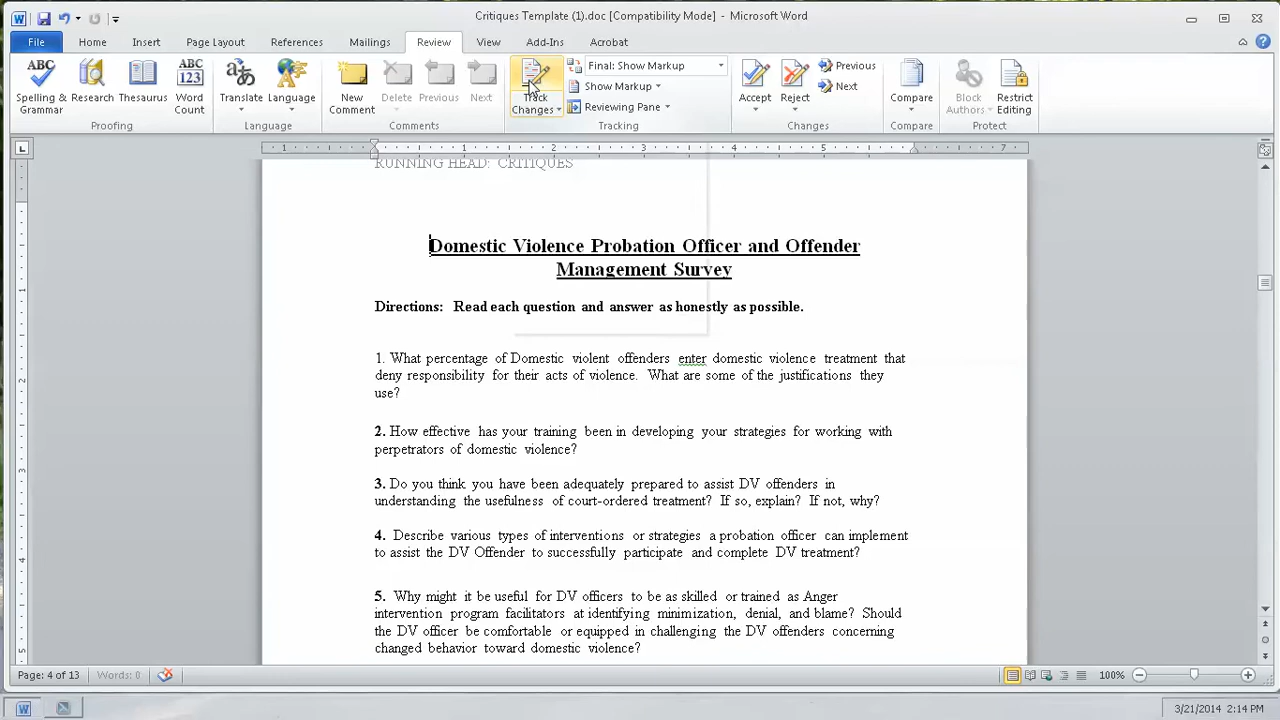 Critiques Template (1).doc [Compatibility Mode] - Microsoft Word
File Home Insert Page Layout References Mailings Review View Add-Ins Acrobat
ABC Spelling & Grammar
Research
Thesaurus
ABC 123 Word Count
Proofing
Translate
Language
Language
New Comment
Delete
Previous
Next
Comments
Track Changes
Final: Show Markup
Show Markup
Reviewing Pane
Tracking
Accept
Reject
Previous
Next
Changes
Compare
Compare
Block Authors
Restrict Editing
Protect
1 1 2 3 4 5 7
RUNNING HEAD: CRITIQUES
Domestic Violence Probation Officer and Offender
Management Survey
Directions: Read each question and answer as honestly as possible.
1. What percentage of Domestic violent offenders enter domestic violence treatment that
deny responsibility for their acts of violence. What are some of the justifications they
use?
2. How effective has your training been in developing your strategies for working with
perpetrators of domestic violence?
3. Do you think you have been adequately prepared to assist DV offenders in
understanding the usefulness of court-ordered treatment? If so, explain? If not, why?
4. Describe various types of interventions or strategies a probation officer can implement
to assist the DV Offender to successfully participate and complete DV treatment?
5. Why might it be useful for DV officers to be as skilled or trained as Anger
intervention program facilitators at identifying minimization, denial, and blame? Should
the DV officer be comfortable or equipped in challenging the DV offenders concerning
changed behavior toward domestic violence?
Page: 4 of 13 Words: 0 100%
3/21/2014 2:14 PM